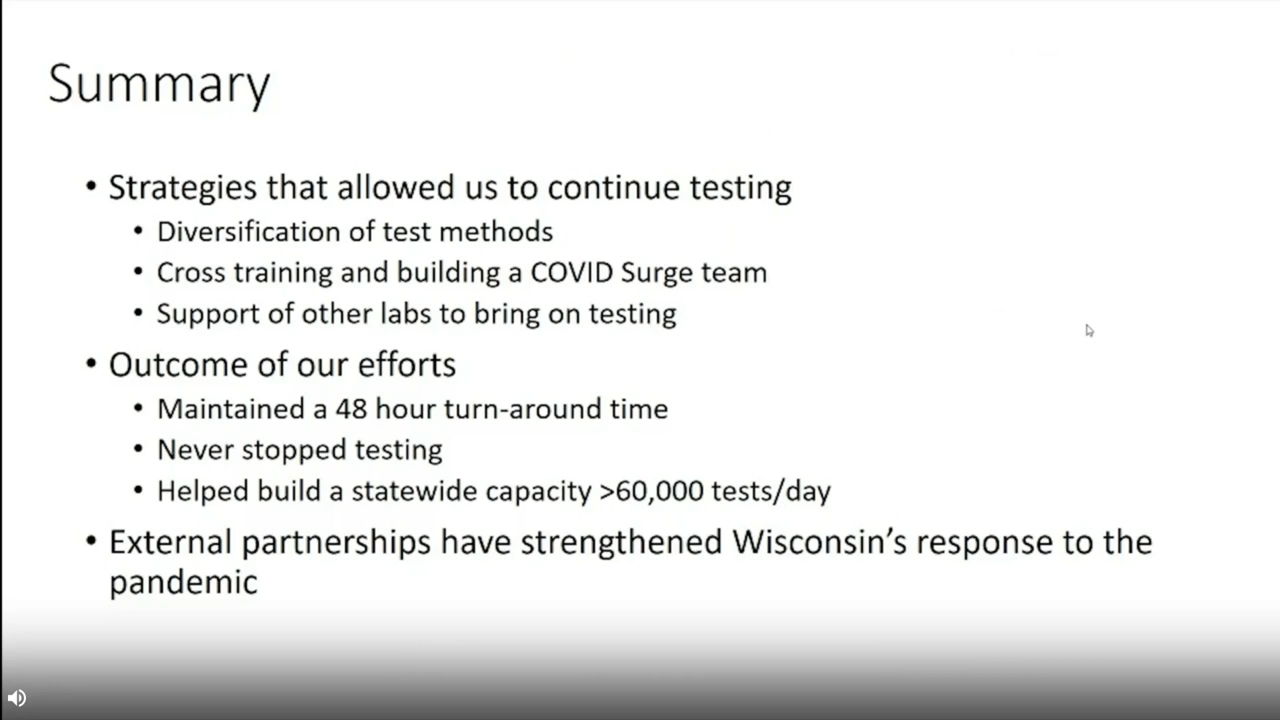 Summary
• Strategies that allowed us to continue testing
• Diversification of test methods
• Cross training and building a COVID Surge team
• Support of other labs to bring on testing
• Outcome of our efforts
• Maintained a 48 hour turn-around time
• Never stopped testing
• Helped build a statewide capacity >60,000 tests/day
• External partnerships have strengthened Wisconsin's response to the
pandemic